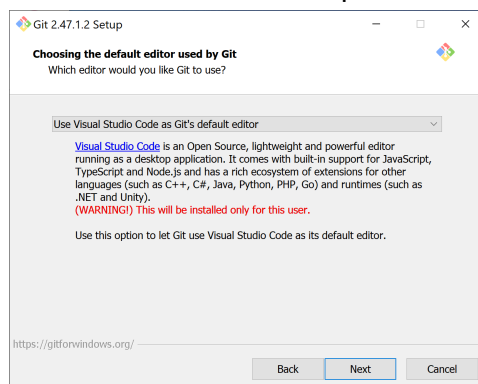 Git 2.47.1.2 Setup
Choosing the default editor used by Git
Which editor would you like Git to use?
Use Visual Studio Code as Git's default editor
Visual Studio Code is an Open Source, lightweight and powerful editor
running as a desktop application. It comes with built-in support for JavaScript,
TypeScript and Node.js and has a rich ecosystem of extensions for other
languages (such as C++, C#, Java, Python, PHP, Go) and runtimes (such as
.NET and Unity).
(WARNING!) This will be installed only for this user.
Use this option to let Git use Visual Studio Code as its default editor.
https://gitforwindows.org/
Back Next Cancel